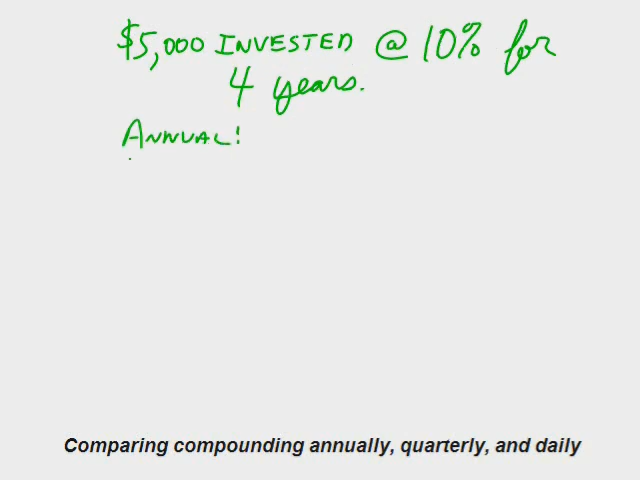 $5,000 INVESTED @ 10% for
4 years.
ANNUAL:
Comparing compounding annually, quarterly, and daily